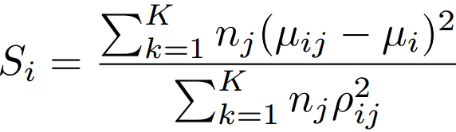 S_i = \frac{\sum_{k=1}^{K} n_j (\mu_{ij} - \mu_i)^2}{\sum_{k=1}^{K} n_j \rho_{ij}^2}